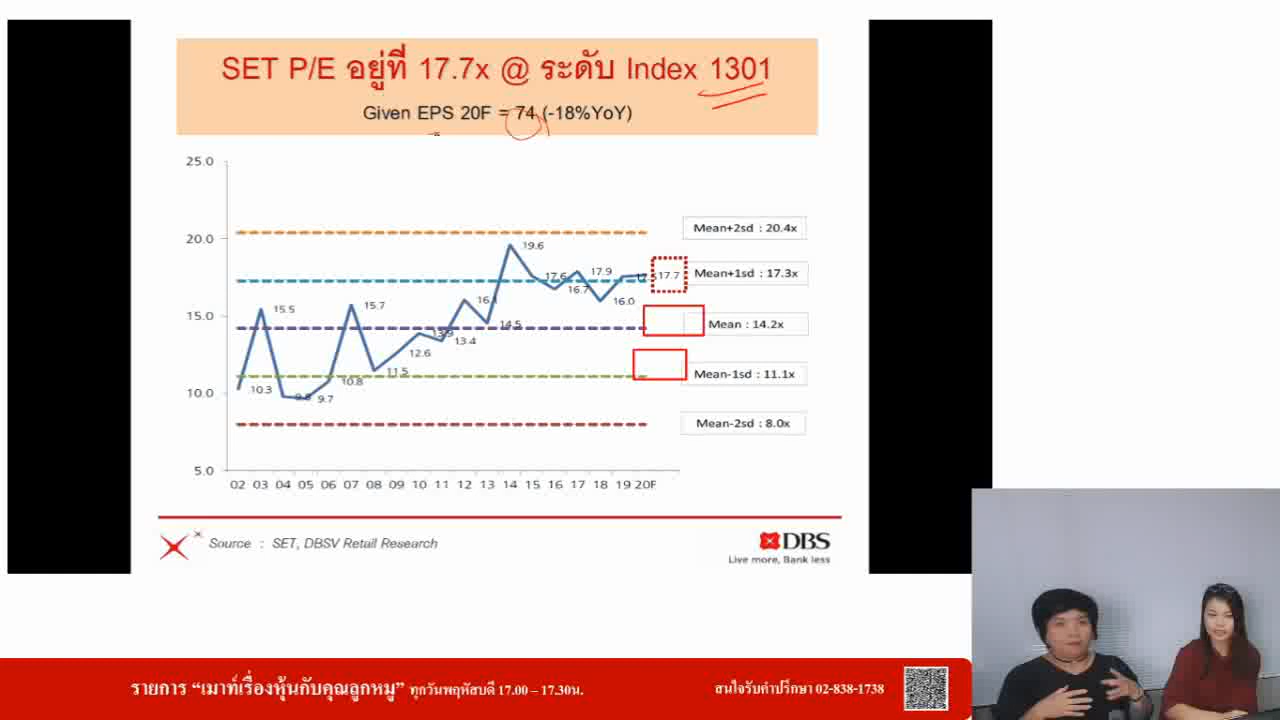 SET P/E อยู่ที่ 17.7x @ ระดับ Index 1301
Given EPS 20F = 74 (-18%YoY)
25.0
20.0
15.0
10.0
5.0
10.3
15.5
9.7
10.8
15.7
11.5
12.6
13.4
16.1
14.5
19.6
17.6
16.7
17.9
16.0
17.7
Mean+2sd : 20.4x
Mean+1sd : 17.3x
Mean : 14.2x
Mean-1sd : 11.1x
Mean-2sd : 8.0x
02 03 04 05 06 07 08 09 10 11 12 13 14 15 16 17 18 19 20F
Source : SET, DBSV Retail Research
DBS
Live more, Bank less
รายการ “เมาท์เรื่องหุ้นกับคุณลูกหมู” ทุกวันพฤหัสบดี 17.00 – 17.30น.
สนใจรับคำปรึกษา 02-838-1738